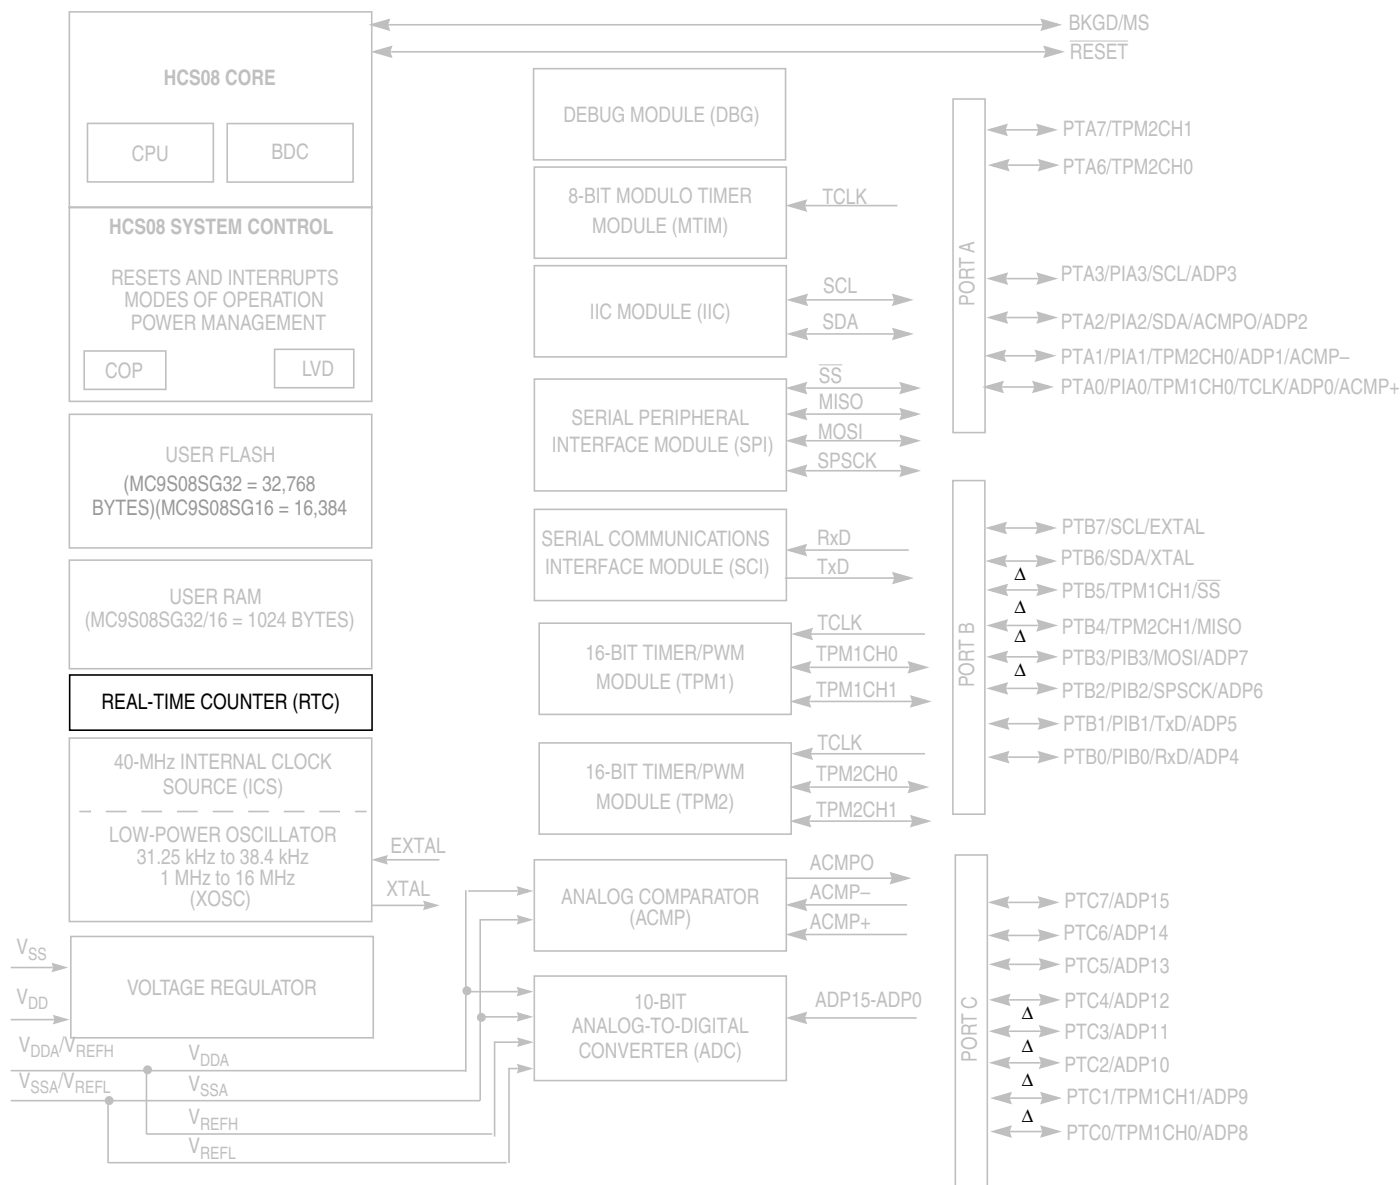 BKGD/MS
RESET
HCS08 CORE
CPU
BDC
HCS08 SYSTEM CONTROL
RESETS AND INTERRUPTS
MODES OF OPERATION
POWER MANAGEMENT
COP
LVD
USER FLASH
(MC9S08SG32 = 32,768
BYTES)(MC9S08SG16 = 16,384
USER RAM
(MC9S08SG32/16 = 1024 BYTES)
REAL-TIME COUNTER (RTC)
40-MHz INTERNAL CLOCK
SOURCE (ICS)
LOW-POWER OSCILLATOR
31.25 kHz to 38.4 kHz
1 MHz to 16 MHz
(XOSC)
EXTAL
XTAL
VSS
VDD
VOLTAGE REGULATOR
VDDA/VREFH
VSSA/VREFL
VDDA
VSSA
VREFH
VREFL
DEBUG MODULE (DBG)
8-BIT MODULO TIMER
MODULE (MTIM)
TCLK
IIC MODULE (IIC)
SCL
SDA
SERIAL PERIPHERAL
INTERFACE MODULE (SPI)
SS
MISO
MOSI
SPSCK
SERIAL COMMUNICATIONS
INTERFACE MODULE (SCI)
RxD
TxD
16-BIT TIMER/PWM
MODULE (TPM1)
TCLK
TPM1CH0
TPM1CH1
16-BIT TIMER/PWM
MODULE (TPM2)
TCLK
TPM2CH0
TPM2CH1
ANALOG COMPARATOR
(ACMP)
ACMPO
ACMP–
ACMP+
10-BIT
ANALOG-TO-DIGITAL
CONVERTER (ADC)
ADP15-ADP0
PORT A
PTA7/TPM2CH1
PTA6/TPM2CH0
PTA3/PIA3/SCL/ADP3
PTA2/PIA2/SDA/ACMPO/ADP2
PTA1/PIA1/TPM2CH0/ADP1/ACMP–
PTA0/PIA0/TPM1CH0/TCLK/ADP0/ACMP+
PORT B
PTB7/SCL/EXTAL
PTB6/SDA/XTAL
Δ
PTB5/TPM1CH1/SS
Δ
PTB4/TPM2CH1/MISO
Δ
PTB3/PIB3/MOSI/ADP7
Δ
PTB2/PIB2/SPSCK/ADP6
PTB1/PIB1/TxD/ADP5
PTB0/PIB0/RxD/ADP4
PORT C
PTC7/ADP15
PTC6/ADP14
PTC5/ADP13
PTC4/ADP12
Δ
PTC3/ADP11
Δ
PTC2/ADP10
Δ
PTC1/TPM1CH1/ADP9
Δ
PTC0/TPM1CH0/ADP8